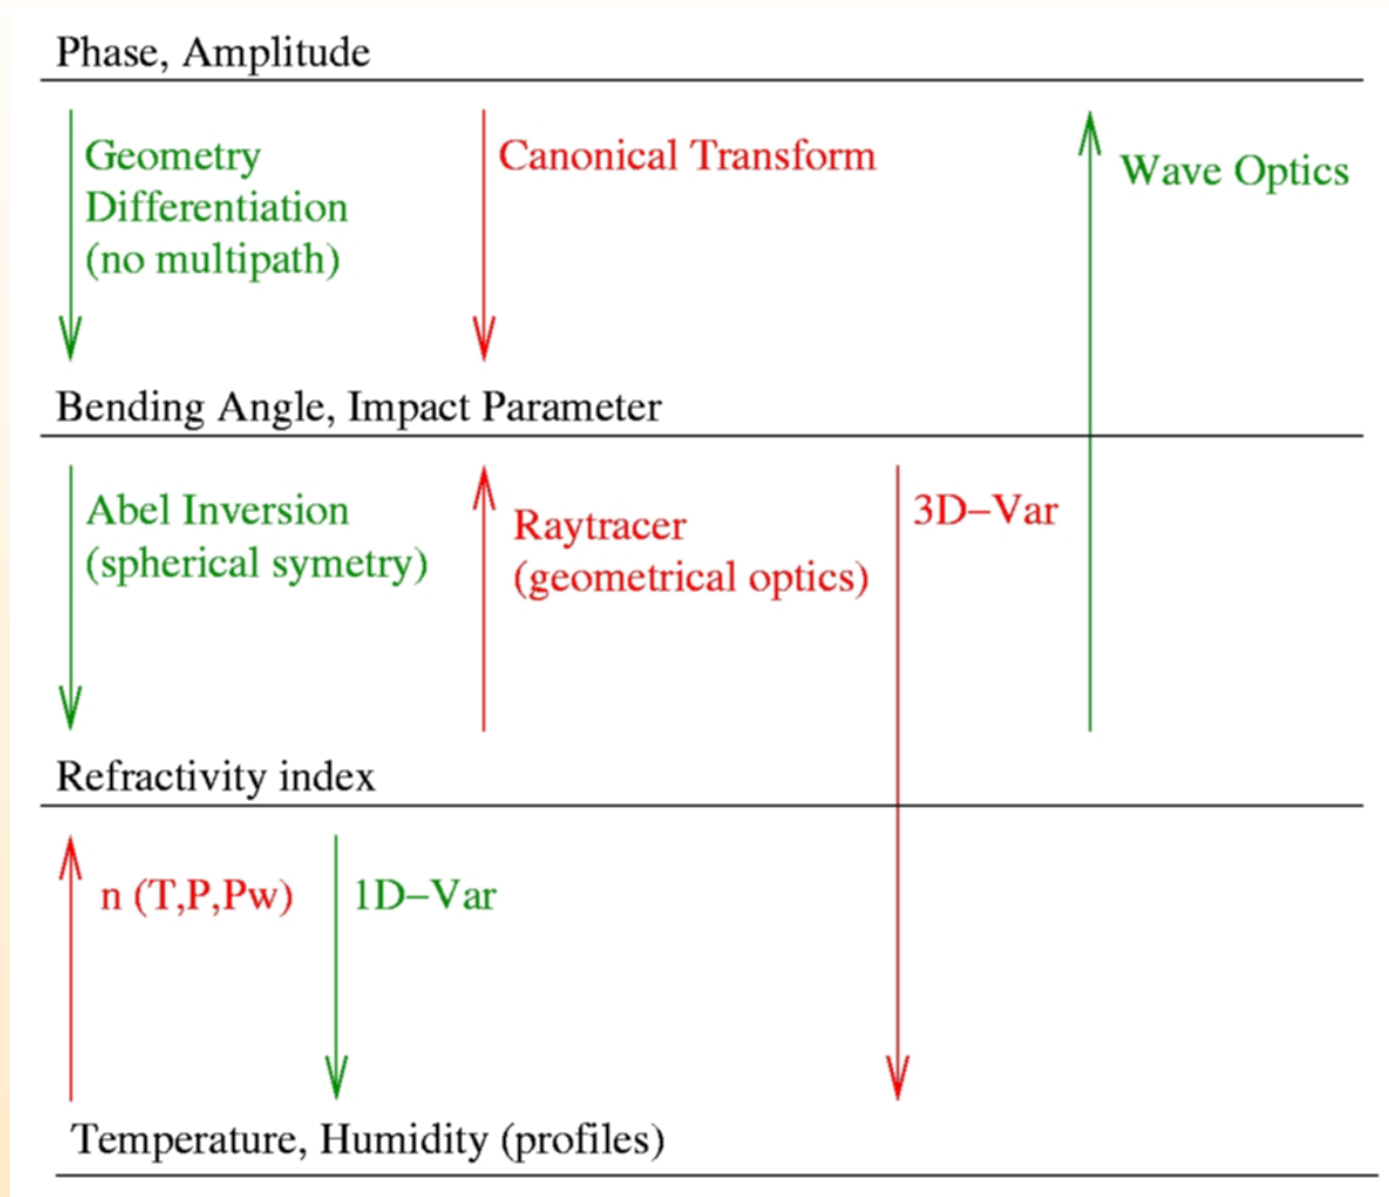 Phase, Amplitude
Geometry
Differentiation
(no multipath)
Canonical Transform
Wave Optics
Bending Angle, Impact Parameter
Abel Inversion
(spherical symetry)
Raytracer
(geometrical optics)
3D–Var
Refractivity index
n (T,P,Pw)
1D–Var
Temperature, Humidity (profiles)